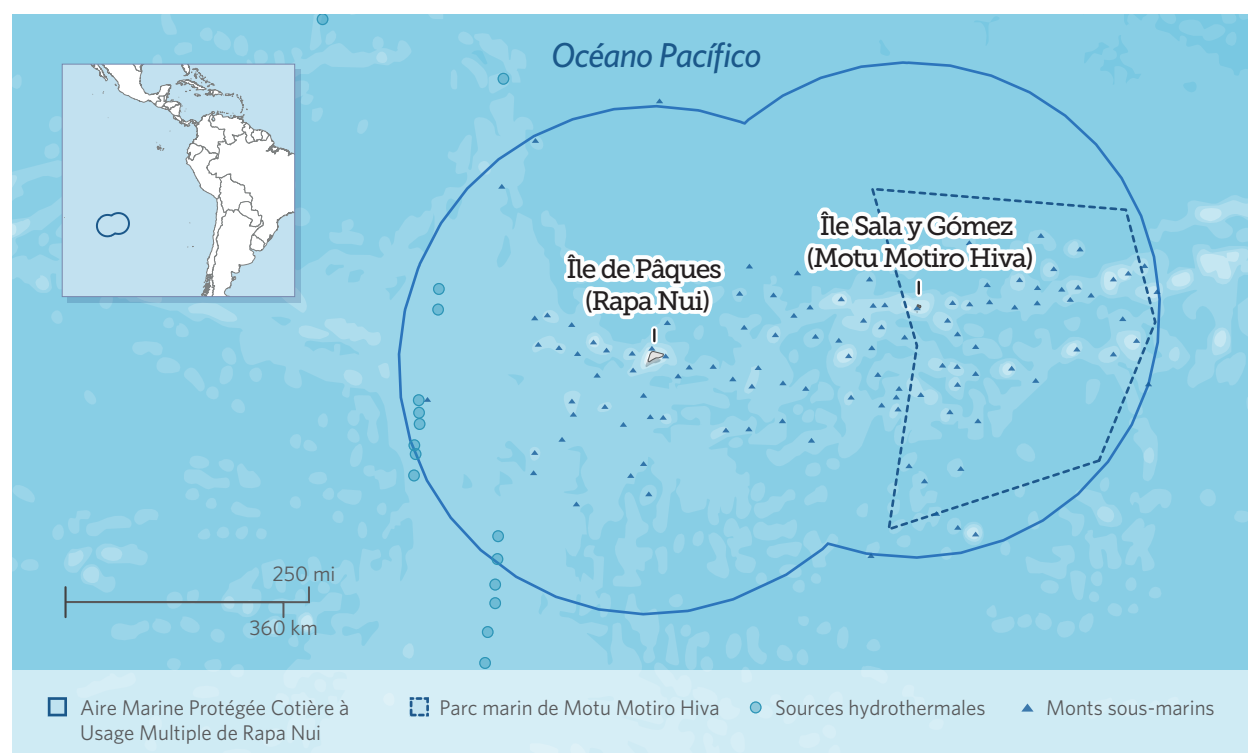 Océano Pacífico
Île Sala y Gómez
(Motu Motiro Hiva)
Île de Pâques
(Rapa Nui)
250 mi
360 km
Aire Marine Protégée Cotière à
Usage Multiple de Rapa Nui
Parc marin de Motu Motiro Hiva
Sources hydrothermales
Monts sous-marins